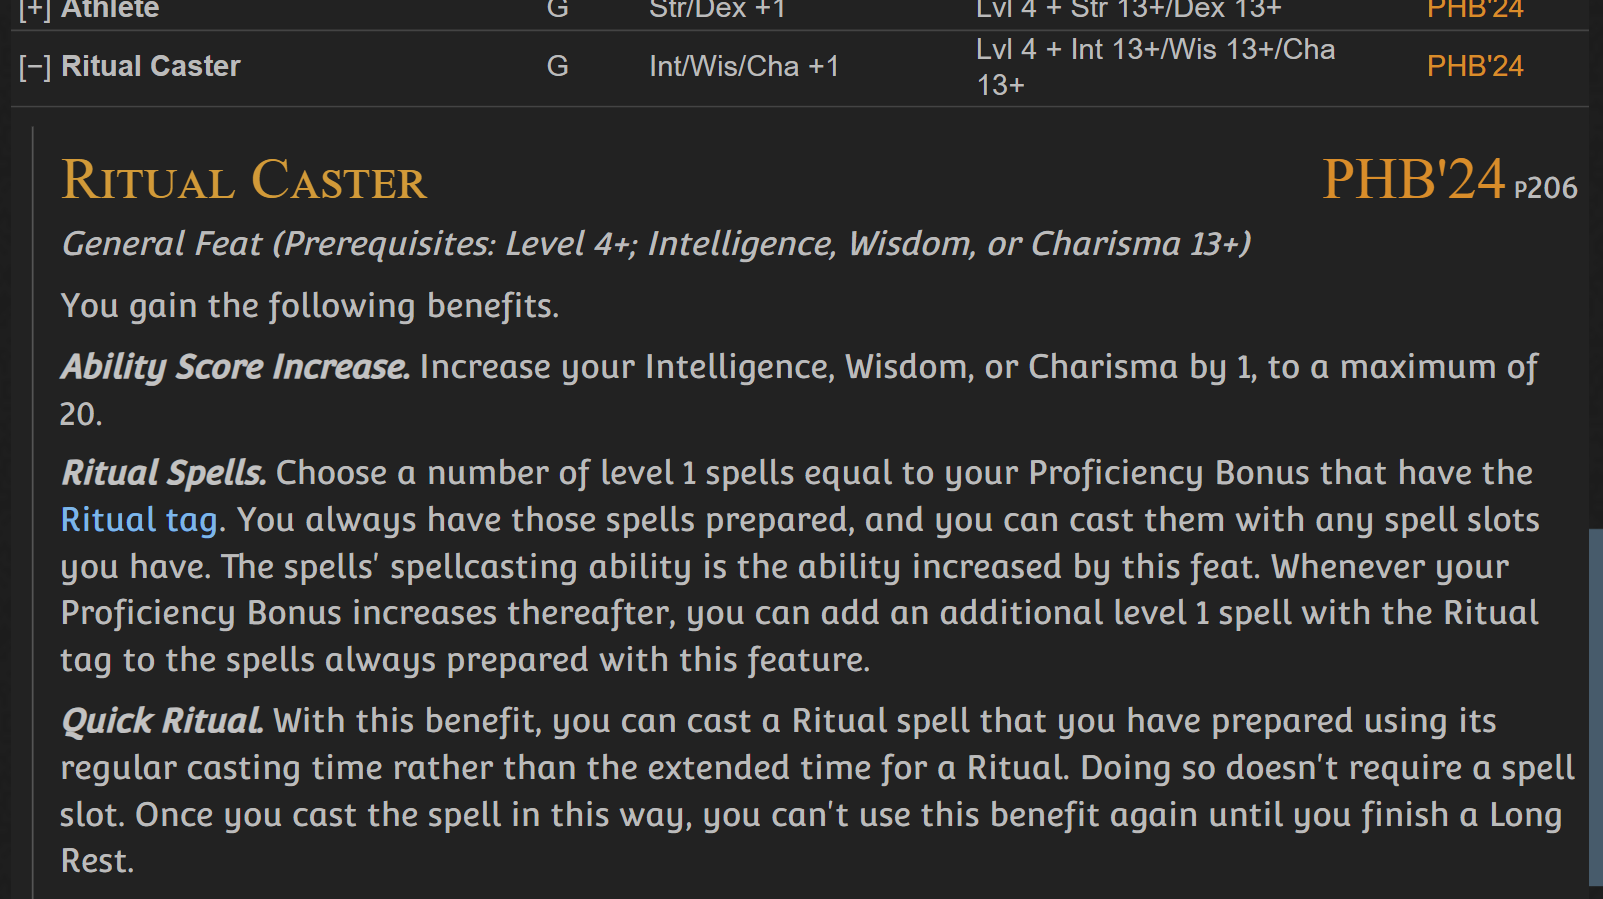 [+] Athlete G Str/Dex +1 Lvl 4 + Str 13+/Dex 13+ PHB'24
[−] Ritual Caster G Int/Wis/Cha +1 Lvl 4 + Int 13+/Wis 13+/Cha 13+ PHB'24
Ritual Caster PHB'24 P206
General Feat (Prerequisites: Level 4+; Intelligence, Wisdom, or Charisma 13+)
You gain the following benefits.
Ability Score Increase. Increase your Intelligence, Wisdom, or Charisma by 1, to a maximum of
20.
Ritual Spells. Choose a number of level 1 spells equal to your Proficiency Bonus that have the
Ritual tag. You always have those spells prepared, and you can cast them with any spell slots
you have. The spells' spellcasting ability is the ability increased by this feat. Whenever your
Proficiency Bonus increases thereafter, you can add an additional level 1 spell with the Ritual
tag to the spells always prepared with this feature.
Quick Ritual. With this benefit, you can cast a Ritual spell that you have prepared using its
regular casting time rather than the extended time for a Ritual. Doing so doesn't require a spell
slot. Once you cast the spell in this way, you can't use this benefit again until you finish a Long
Rest.